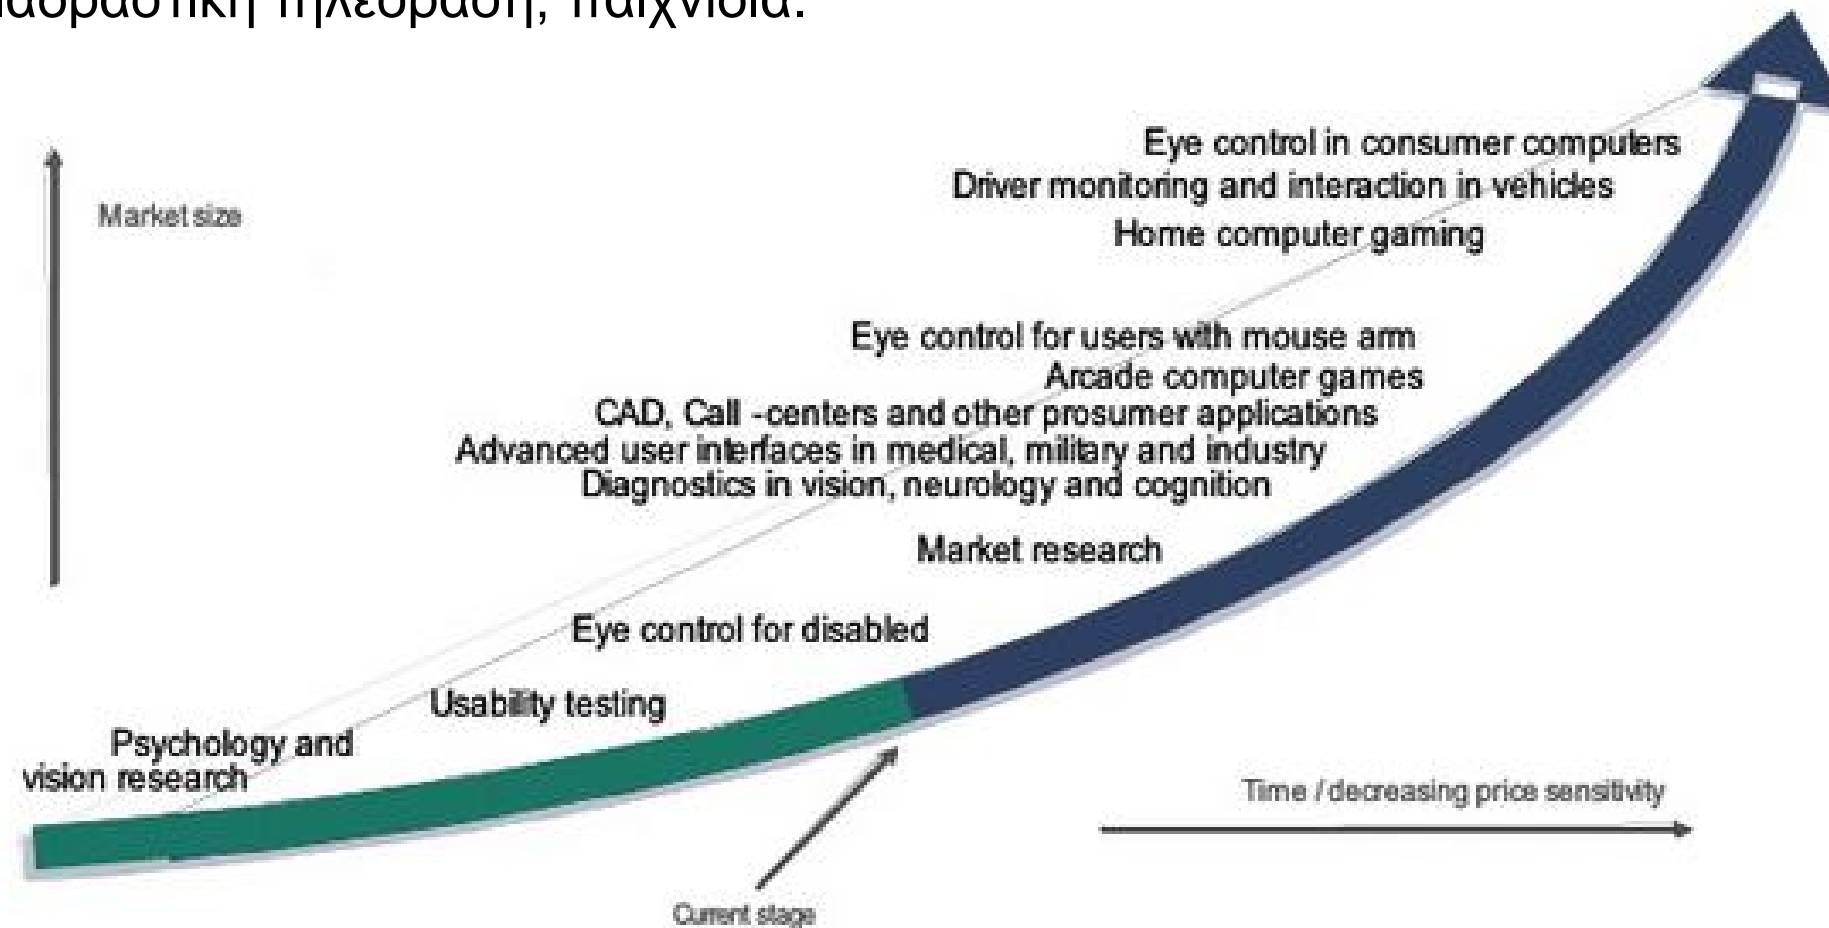 τηλεόραση, παιχνίδια.
Eye control in consumer computers
Driver monitoring and interaction in vehicles
Market size
Home computer gaming
Eye control for users with mouse arm
Arcade computer games
CAD, Call -centers and other prosumer applications
Advanced user interfaces in medical, military and industry
Diagnostics in vision, neurology and cognition
Market research
Eye control for disabled
Usability testing
Psychology and
vision research
Time / decreasing price sensitivity
Current stage